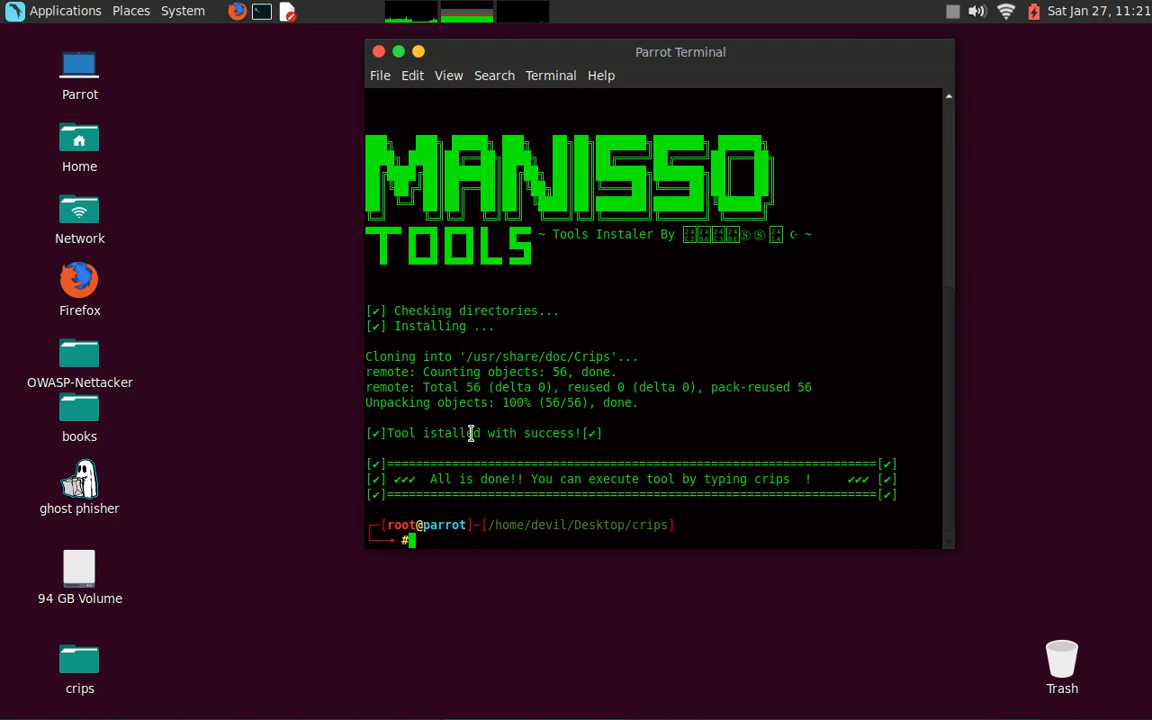 Applications Places System
Sat Jan 27, 11:21
Parrot
Home
Network
Firefox
OWASP-Nettacker
books
ghost phisher
94 GB Volume
crips
Trash
Parrot Terminal
File Edit View Search Terminal Help
MANISSO
TOOLS ~ Tools Instaler By Ⓢ Ⓢ ☪ ~
[✔] Checking directories...
[✔] Installing ...
Cloning into '/usr/share/doc/Crips'...
remote: Counting objects: 56, done.
remote: Total 56 (delta 0), reused 0 (delta 0), pack-reused 56
Unpacking objects: 100% (56/56), done.
[✔]Tool istalled with success![✔]
[✔]====================================================================[✔]
[✔] ✔✔✔  All is done!! You can execute tool by typing crips  !     ✔✔✔ [✔]
[✔]====================================================================[✔]
┌─[root@parrot]─[/home/devil/Desktop/crips]
└──╼ #